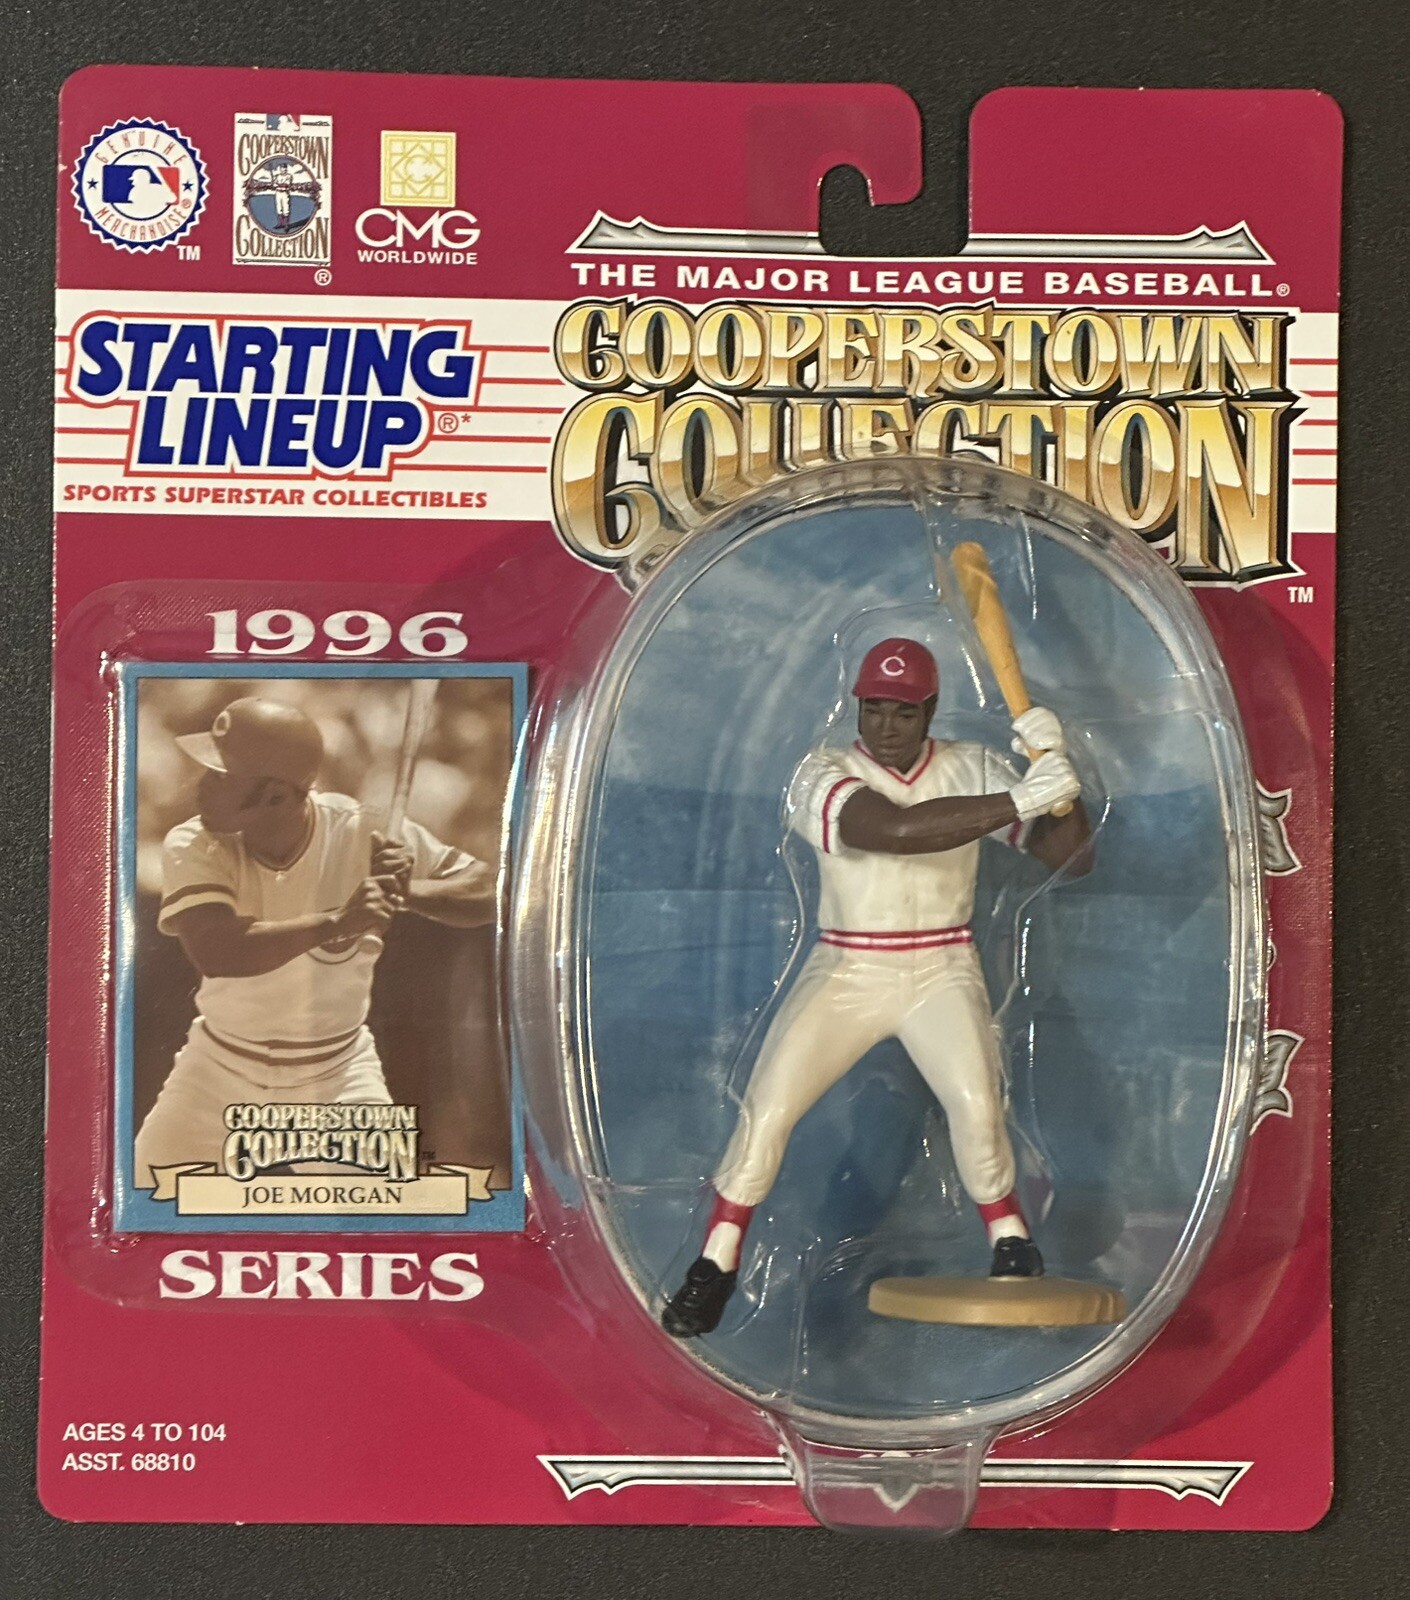 GENUINE
MERCHANDISE®
TM
COOPERSTOWN
COLLECTION
®
CMG
WORLDWIDE
THE MAJOR LEAGUE BASEBALL®
COOPERSTOWN
COLLECTION
TM
STARTING
LINEUP®*
SPORTS SUPERSTAR COLLECTIBLES
1996
C
C
COOPERSTOWN
COLLECTION™
JOE MORGAN
SERIES
AGES 4 TO 104
ASST. 68810